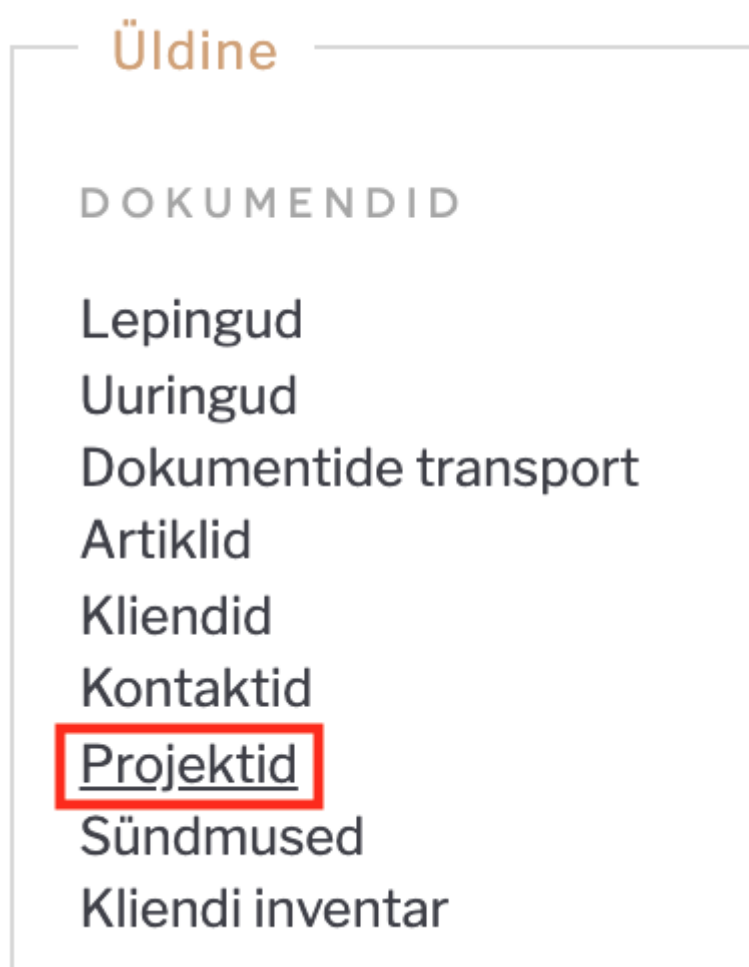 Üldine
DOKUMENDID
Lepingud
Uuringud
Dokumentide transport
Artiklid
Kliendid
Kontaktid
Projektid
Sündmused
Kliendi inventar